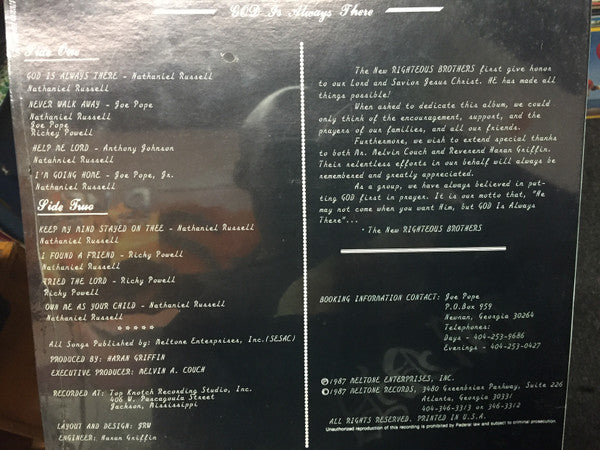 GOD Is Always There
Side One
GOD IS ALWAYS THERE - Nathaniel Russell
Nathaniel Russell
NEVER WALK AWAY - Joe Pope
Nathaniel Russell
Joe Pope
Richey Powell
HELP ME LORD - Anthony Johnson
Natahniel Russell
I'M GOING HOME - Joe Pope, Jr.
Nathaniel Russell
Side Two
KEEP MY MIND STAYED ON THEE - Nathaniel Russell
Nathaniel Russell
I FOUND A FRIEND - Ricky Powell
Nathaniel Russell
TRIED THE LORD - Ricky Powell
Ricky Powell
OWN ME AS YOUR CHILD - Nathaniel Russell
Nathaniel Russell
* * * * *
All Songs Published by: Meltone Enterprises, Inc.(SESAC)
PRODUCED BY: HARAN GRIFFIN
EXECUTIVE PRODUCER: MELVIN A. COUCH
RECORDED AT: Top Knotch Recording Studio, Inc.
406 W. Pascagoula Street
Jackson, Mississippi
LAYOUT AND DESIGN: JRW
ENGINEER: Haran Griffin
The New RIGHTEOUS BROTHERS first give honor
to our Lord and Savior Jesus Christ. HE has made all
things possible!
When asked to dedicate this album, we could
only think of the encouragement, support, and the
prayers of our families, and all our friends.
Furthermore, we wish to extend special thanks
to both Mr. Melvin Couch and Reverend Haran Griffin.
Their relentless efforts in our behalf will always be
remembered and greatly appreciated.
As a group, we have always believed in put-
ting GOD first in prayer. It is our motto that, "He
may not come when you want Him, but GOD Is Always
There"...
- The New RIGHTEOUS BROTHERS
BOOKING INFORMATION CONTACT: Joe Pope
P.O.Box 959
Newnan, Georgia 30264
Telephones:
Days - 404-253-9686
Evenings - 404-253-0427
℗1987 MELTONE ENTERPRISES, INC.
©1987 MELTONE RECORDS, 3480 Greenbriar Parkway, Suite 226
Atlanta, Georgia 30331
404-346-3313 or 346-3312
ALL RIGHTS RESERVED. PRINTED IN U.S.A.
Unauthorized reproduction of this recording is prohibited by Federal law and subject to criminal prosecution.